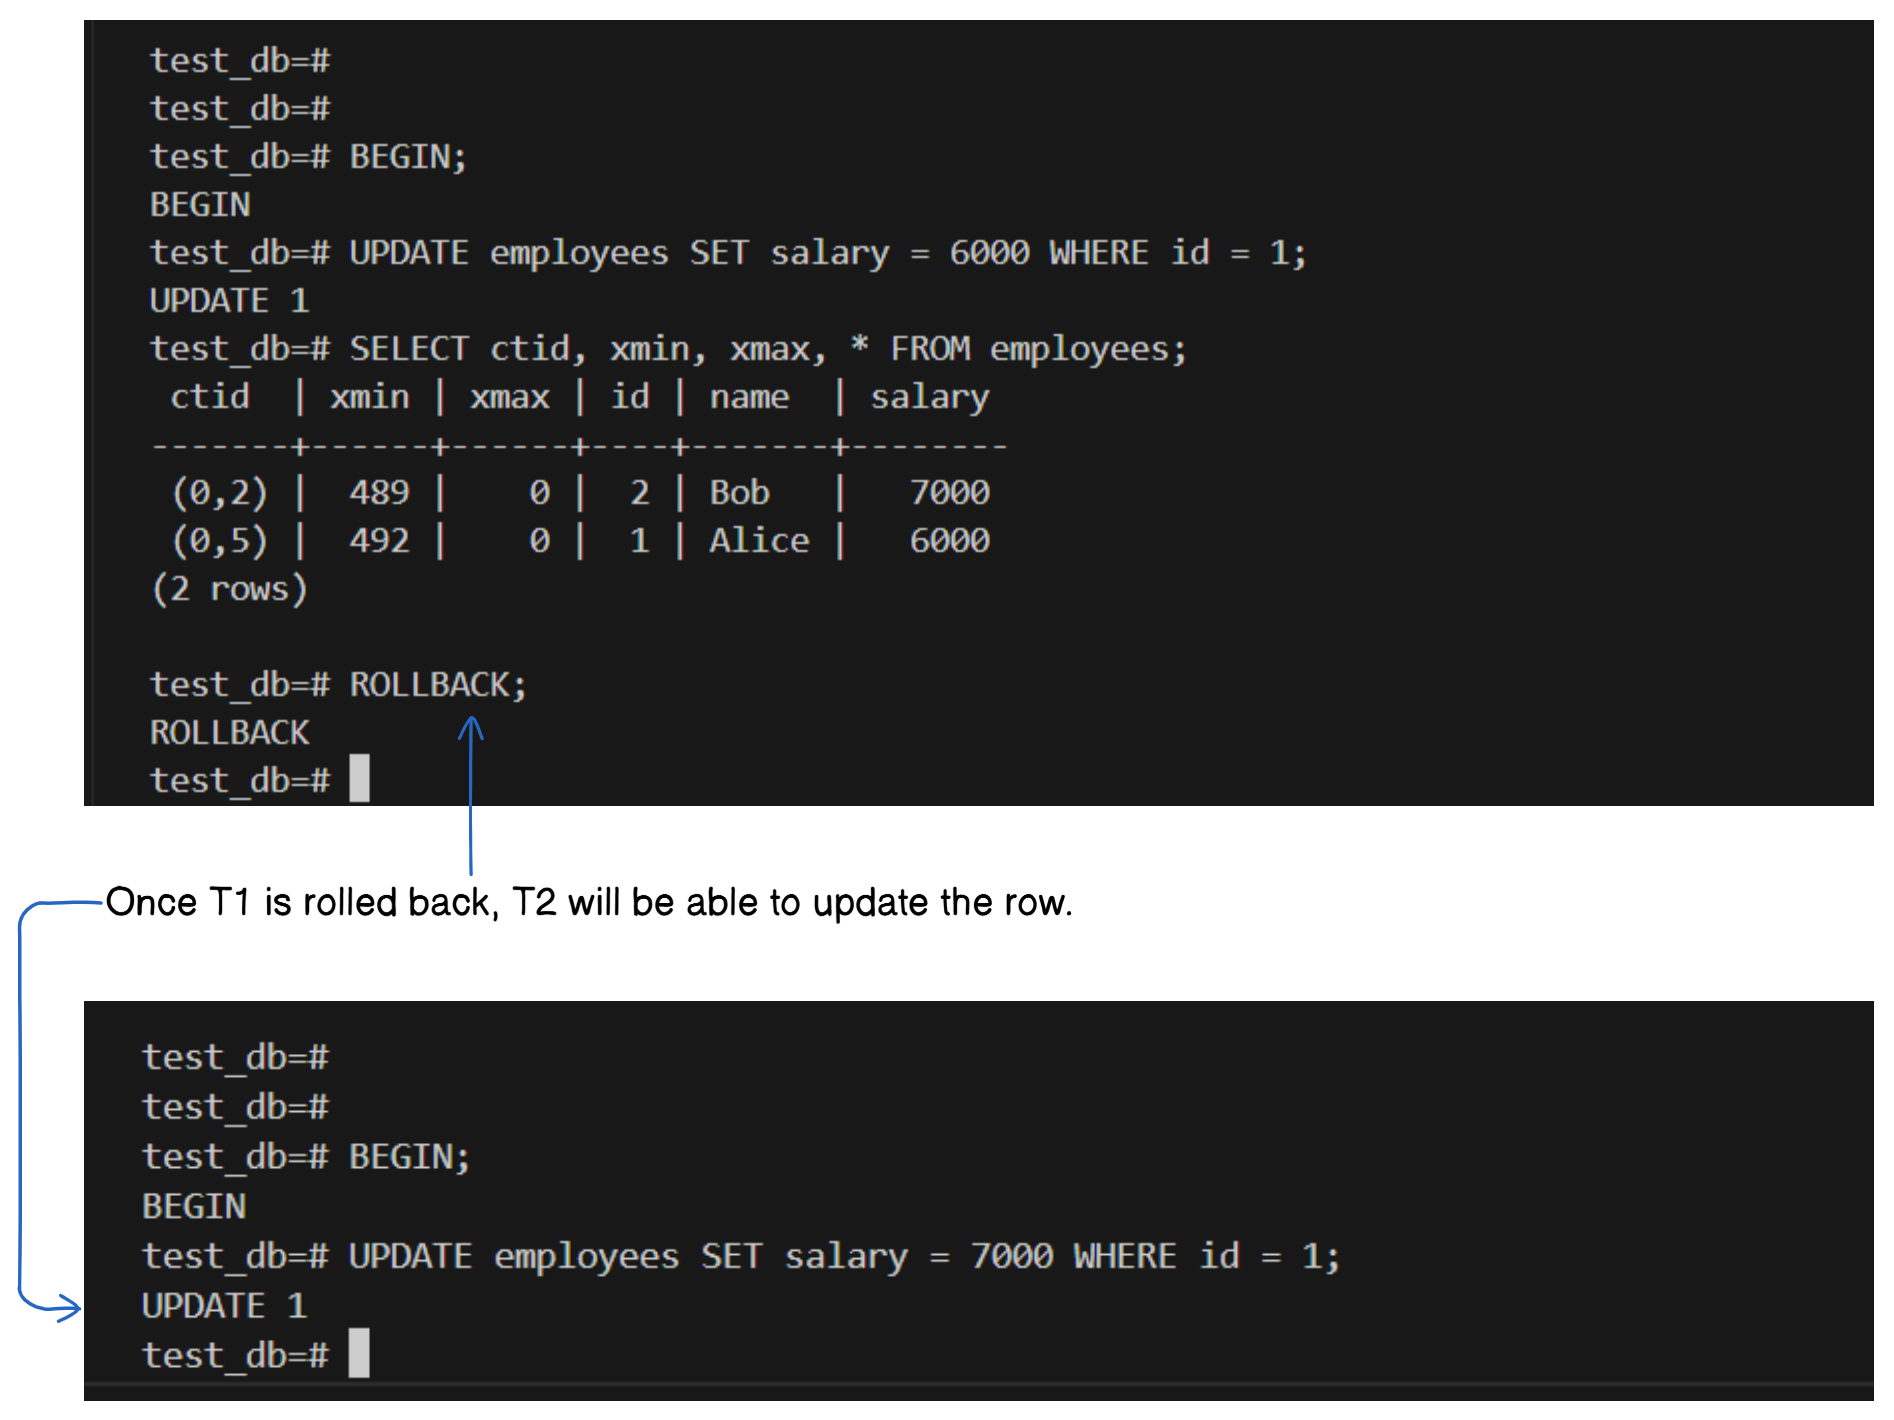 test_db=#
test_db=#
test_db=# BEGIN;
BEGIN
test_db=# UPDATE employees SET salary = 6000 WHERE id = 1;
UPDATE 1
test_db=# SELECT ctid, xmin, xmax, * FROM employees;
 ctid  | xmin | xmax | id | name  | salary
-------+------+------+----+-------+--------
 (0,2) |  489 |    0 |  2 | Bob   |   7000
 (0,5) |  492 |    0 |  1 | Alice |   6000
(2 rows)
test_db=# ROLLBACK;
ROLLBACK
test_db=#
Once T1 is rolled back, T2 will be able to update the row.
test_db=#
test_db=#
test_db=# BEGIN;
BEGIN
test_db=# UPDATE employees SET salary = 7000 WHERE id = 1;
UPDATE 1
test_db=#